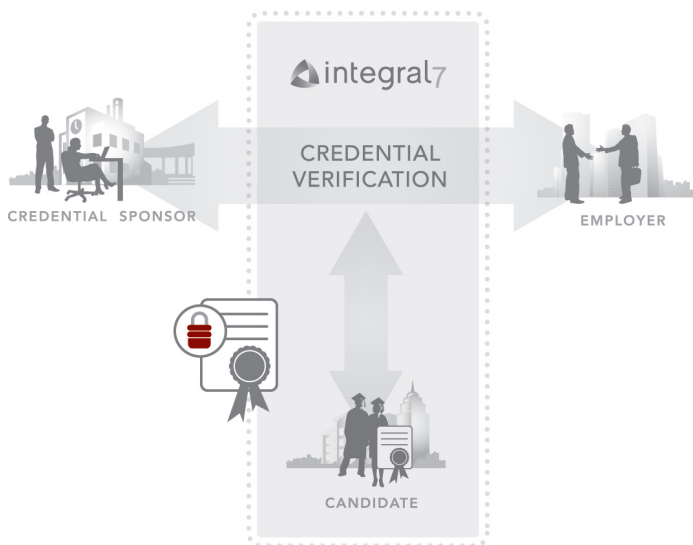 integral7
CREDENTIAL
VERIFICATION
CREDENTIAL SPONSOR
EMPLOYER
CANDIDATE